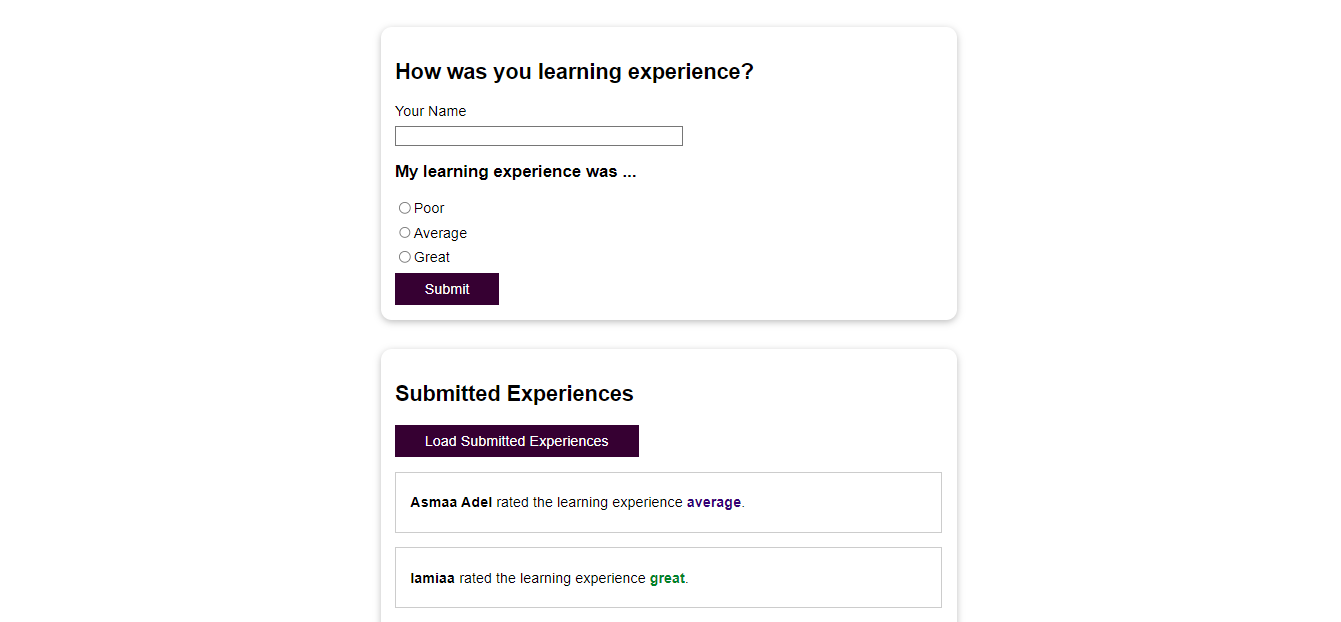 How was you learning experience?
Your Name
My learning experience was ...
Poor
Average
Great
Submit
Submitted Experiences
Load Submitted Experiences
Asmaa Adel rated the learning experience average.
lamiaa rated the learning experience great.